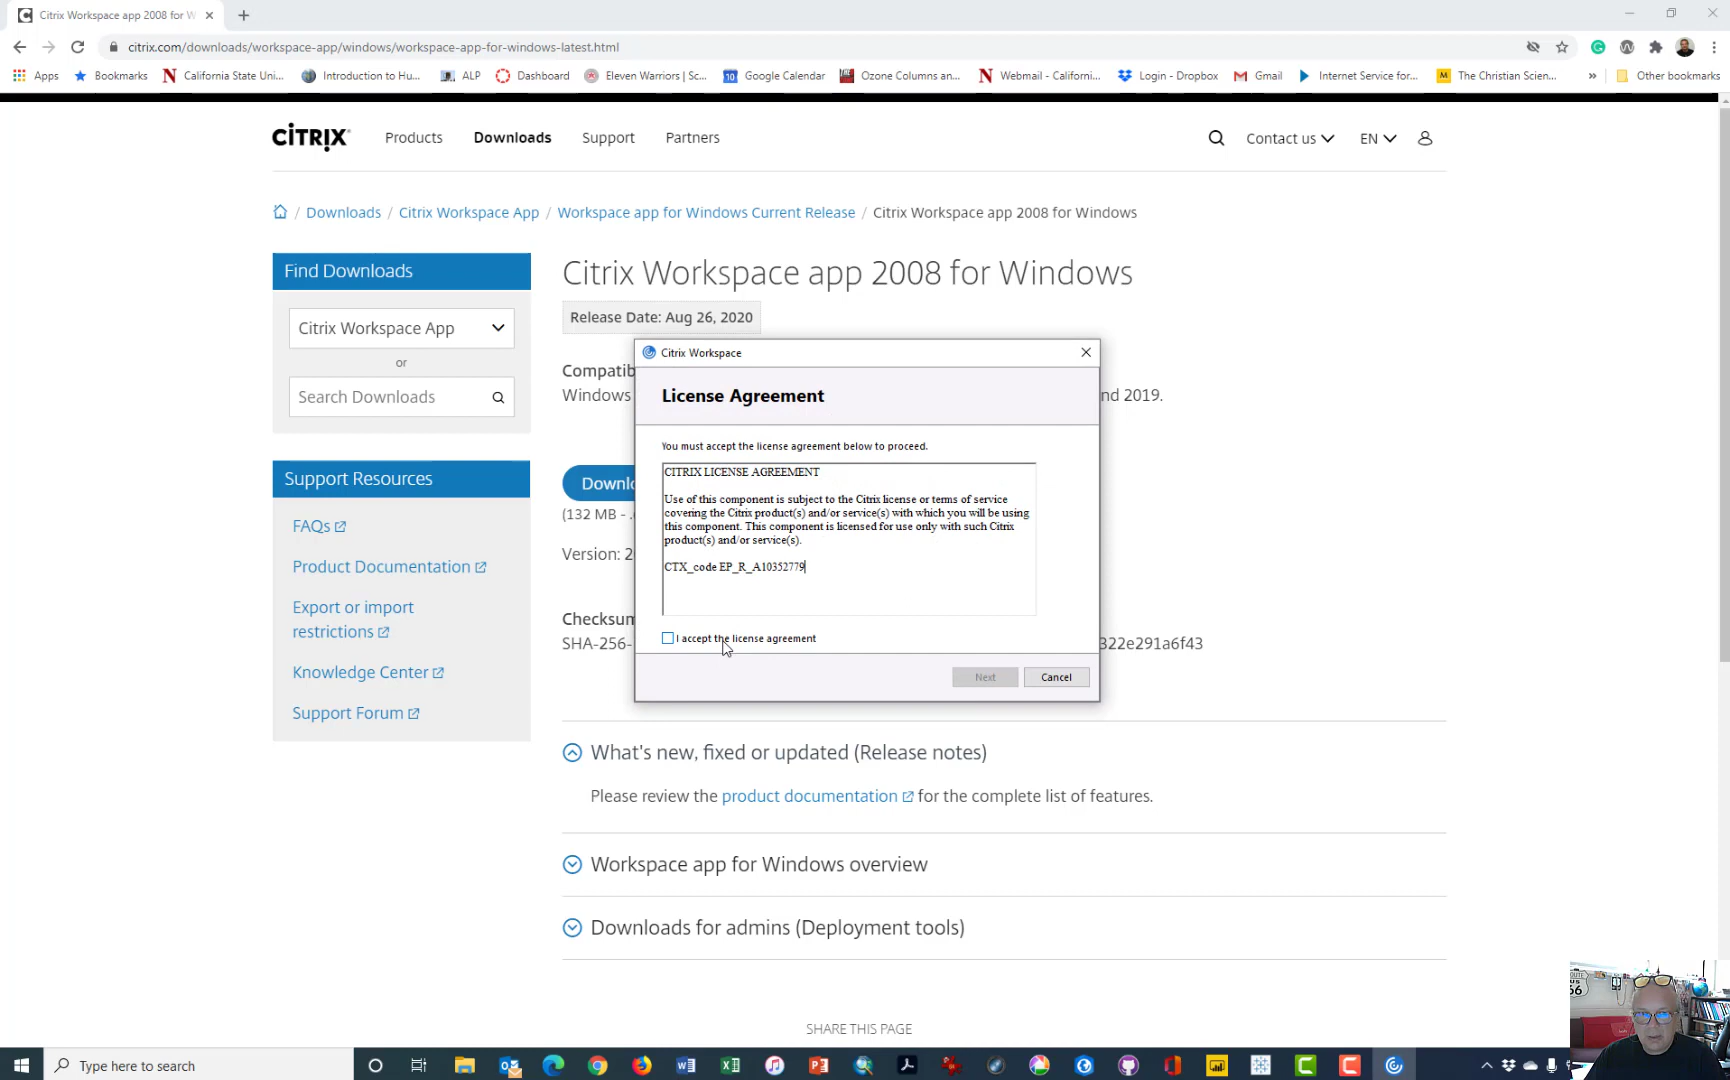 Citrix Workspace app 2008 for W
citrix.com/downloads/workspace-app/windows/workspace-app-for-windows-latest.html
Apps Bookmarks California State Uni... Introduction to Hu... ALP Dashboard Eleven Warriors | Sc... Google Calendar Ozone Columns an... Webmail - Californi... Login - Dropbox Gmail Internet Service for... The Christian Scien... » Other bookmarks
CİTRIX Products Downloads Support Partners Contact us EN
/ Downloads / Citrix Workspace App / Workspace app for Windows Current Release / Citrix Workspace app 2008 for Windows
Find Downloads
Citrix Workspace App
or
Search Downloads
Support Resources
FAQs
Product Documentation
Export or import
restrictions
Knowledge Center
Support Forum
Citrix Workspace app 2008 for Windows
Release Date: Aug 26, 2020
Compatib
Windows nd 2019.
Downlo
(132 MB - .
Version: 2
Checksum
SHA-256- 322e291a6f43
Citrix Workspace
License Agreement
You must accept the license agreement below to proceed.
CITRIX LICENSE AGREEMENT
Use of this component is subject to the Citrix license or terms of service
covering the Citrix product(s) and/or service(s) with which you will be using
this component. This component is licensed for use only with such Citrix
product(s) and/or service(s).
CTX_code EP_R_A10352779
I accept the license agreement
Next Cancel
What's new, fixed or updated (Release notes)
Please review the product documentation for the complete list of features.
Workspace app for Windows overview
Downloads for admins (Deployment tools)
SHARE THIS PAGE
ROUTE
US
66
Type here to search